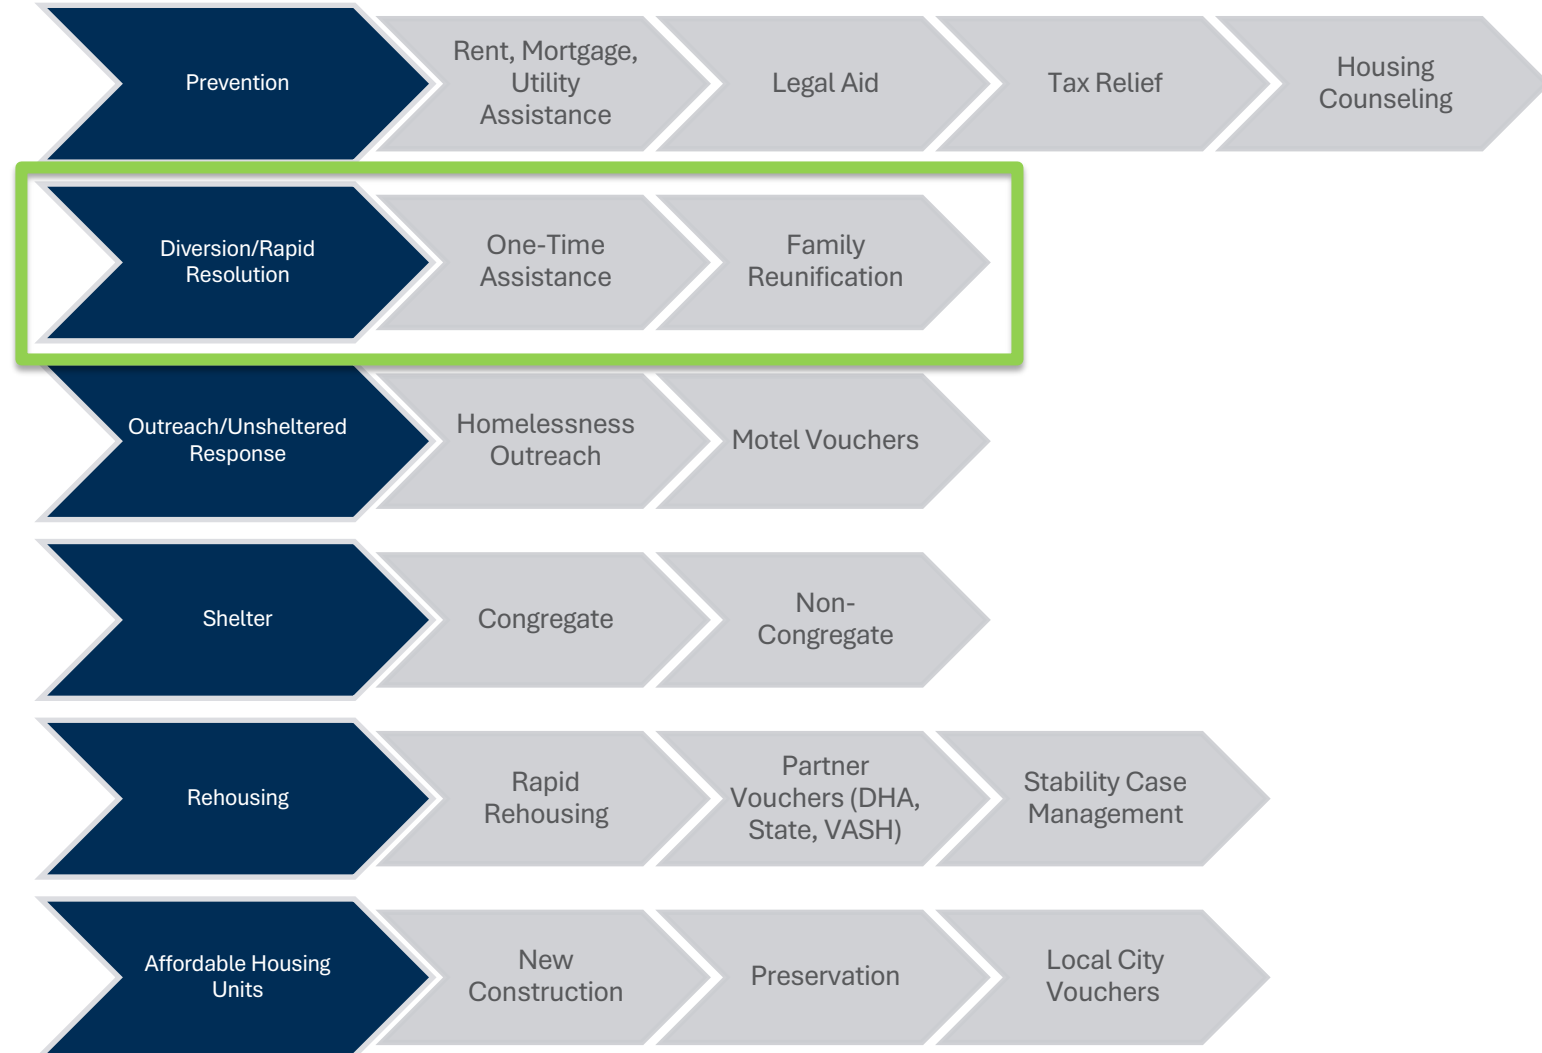 Prevention
Rent, Mortgage,
Utility
Assistance
Legal Aid
Tax Relief
Housing
Counseling
Diversion/Rapid
Resolution
One-Time
Assistance
Family
Reunification
Outreach/Unsheltered
Response
Homelessness
Outreach
Motel Vouchers
Shelter
Congregate
Non-
Congregate
Rehousing
Rapid
Rehousing
Partner
Vouchers (DHA,
State, VASH)
Stability Case
Management
Affordable Housing
Units
New
Construction
Preservation
Local City
Vouchers